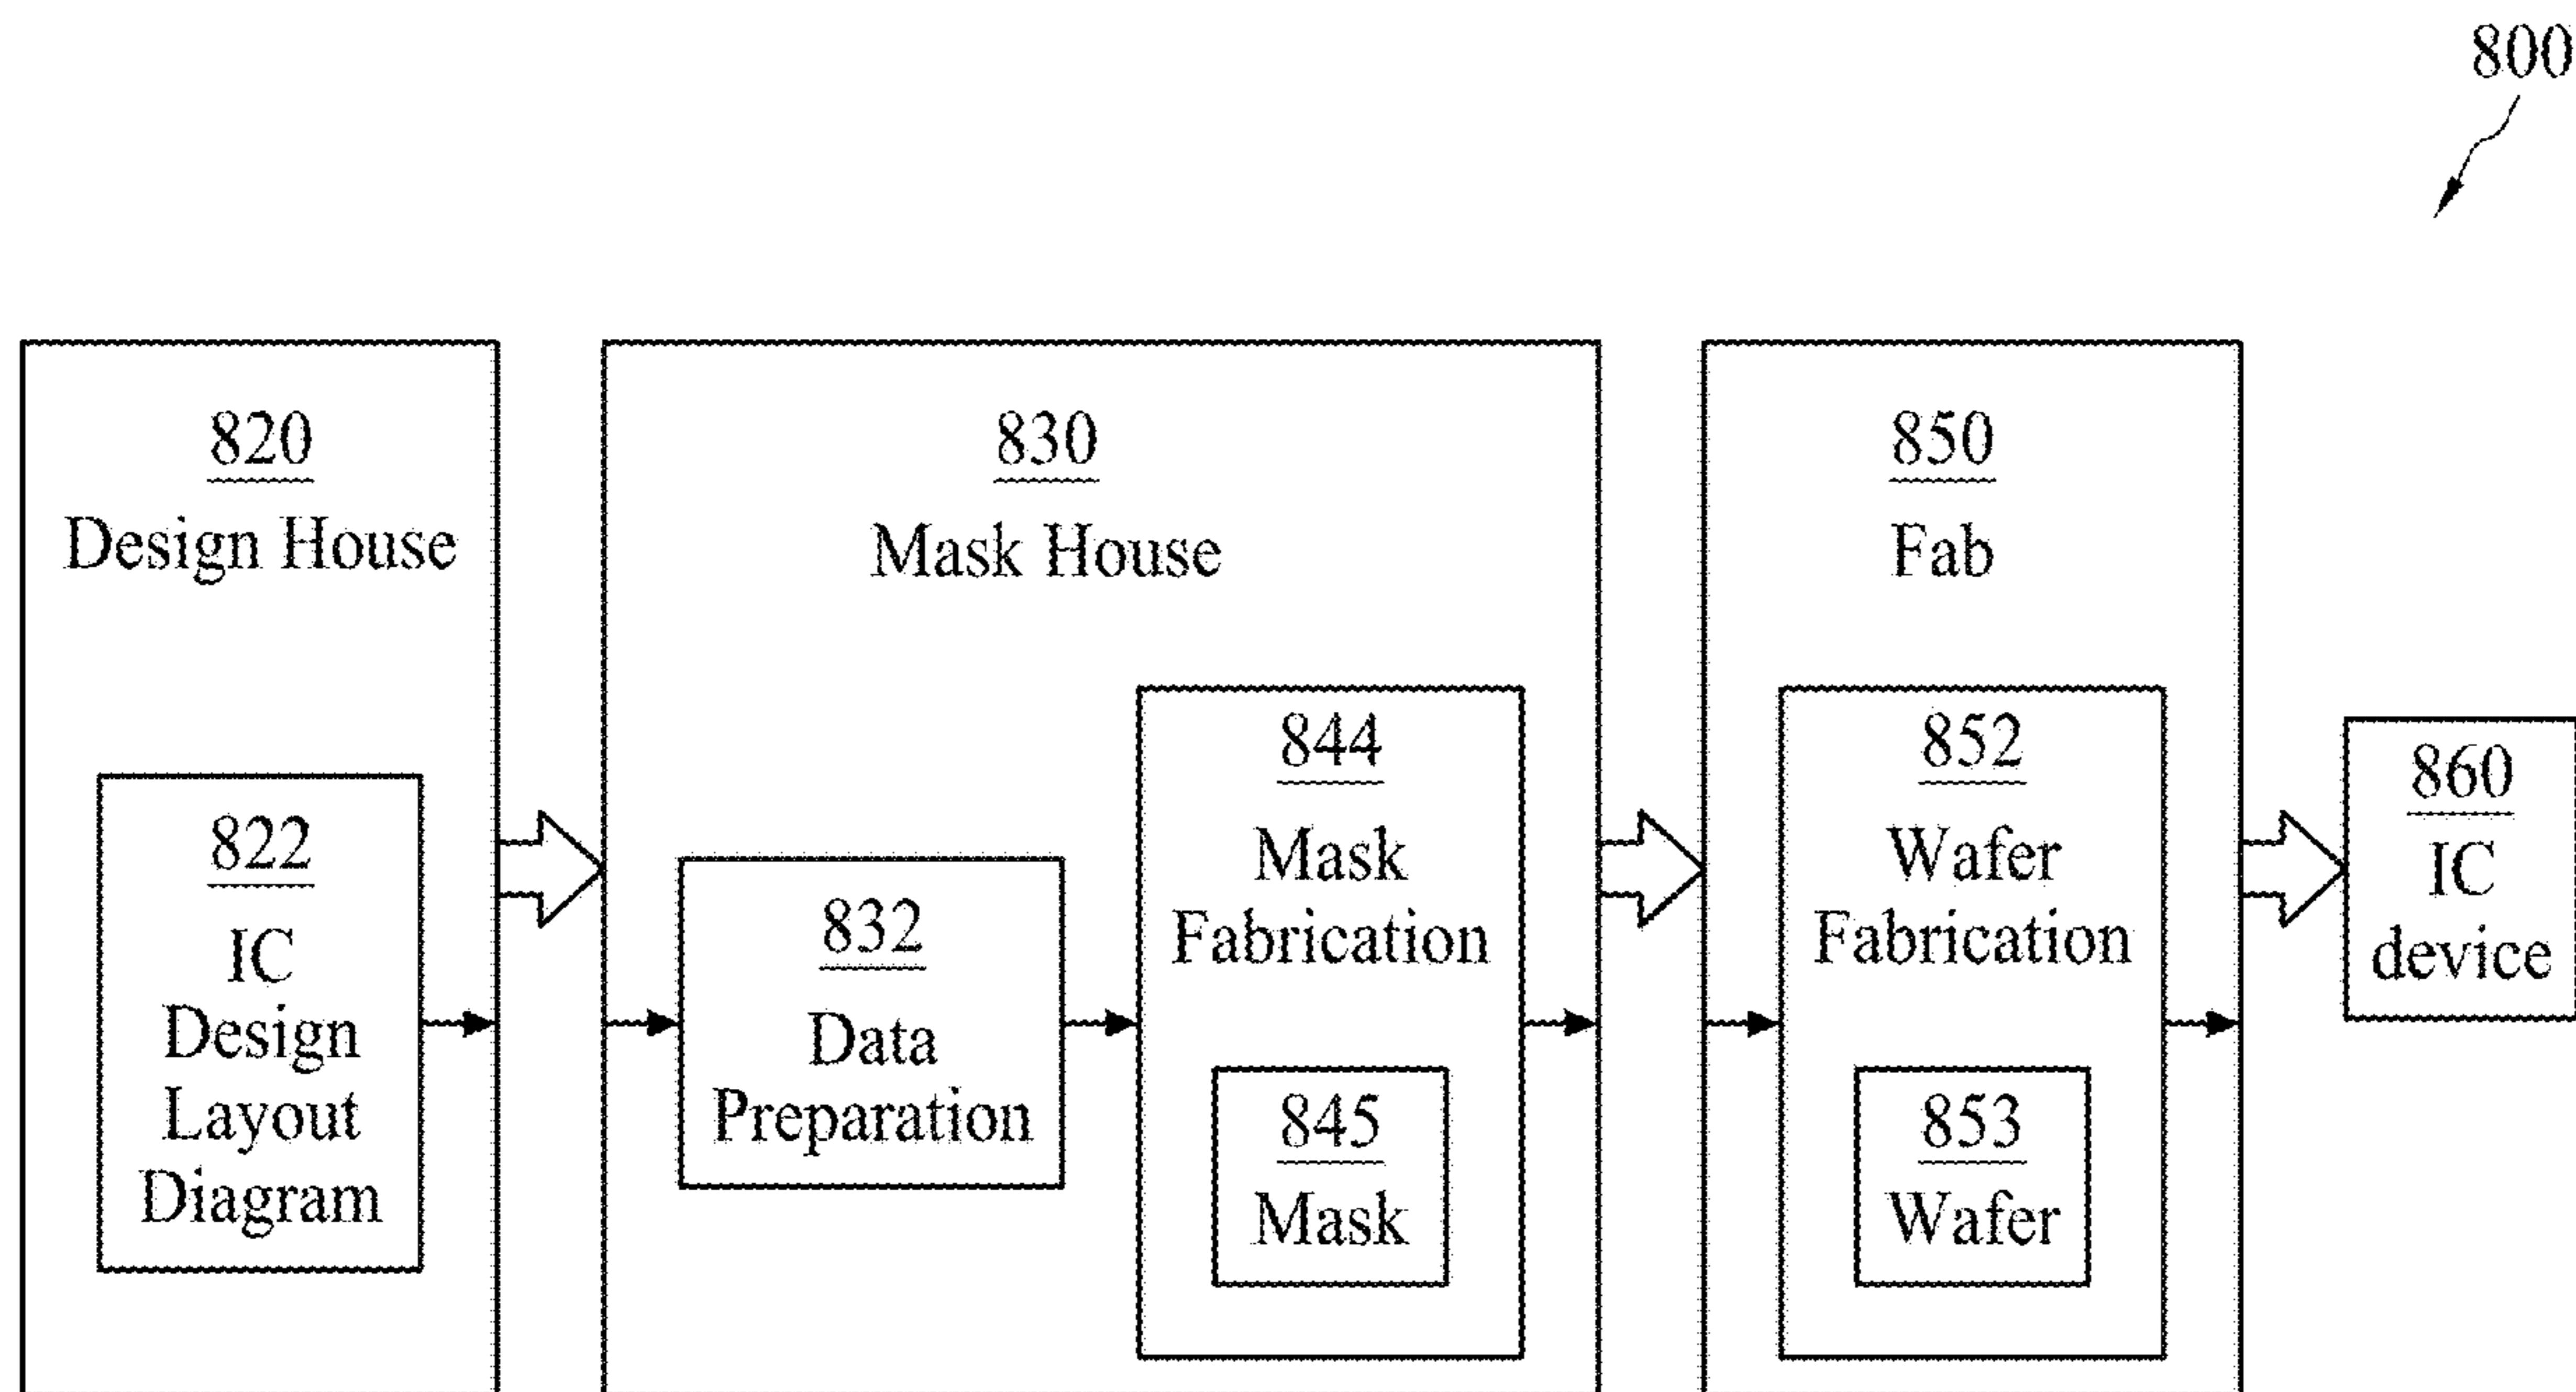 800
820
Design House
822
IC
Design
Layout
Diagram
830
Mask House
832
Data
Preparation
844
Mask
Fabrication
845
Mask
850
Fab
852
Wafer
Fabrication
853
Wafer
860
IC
device